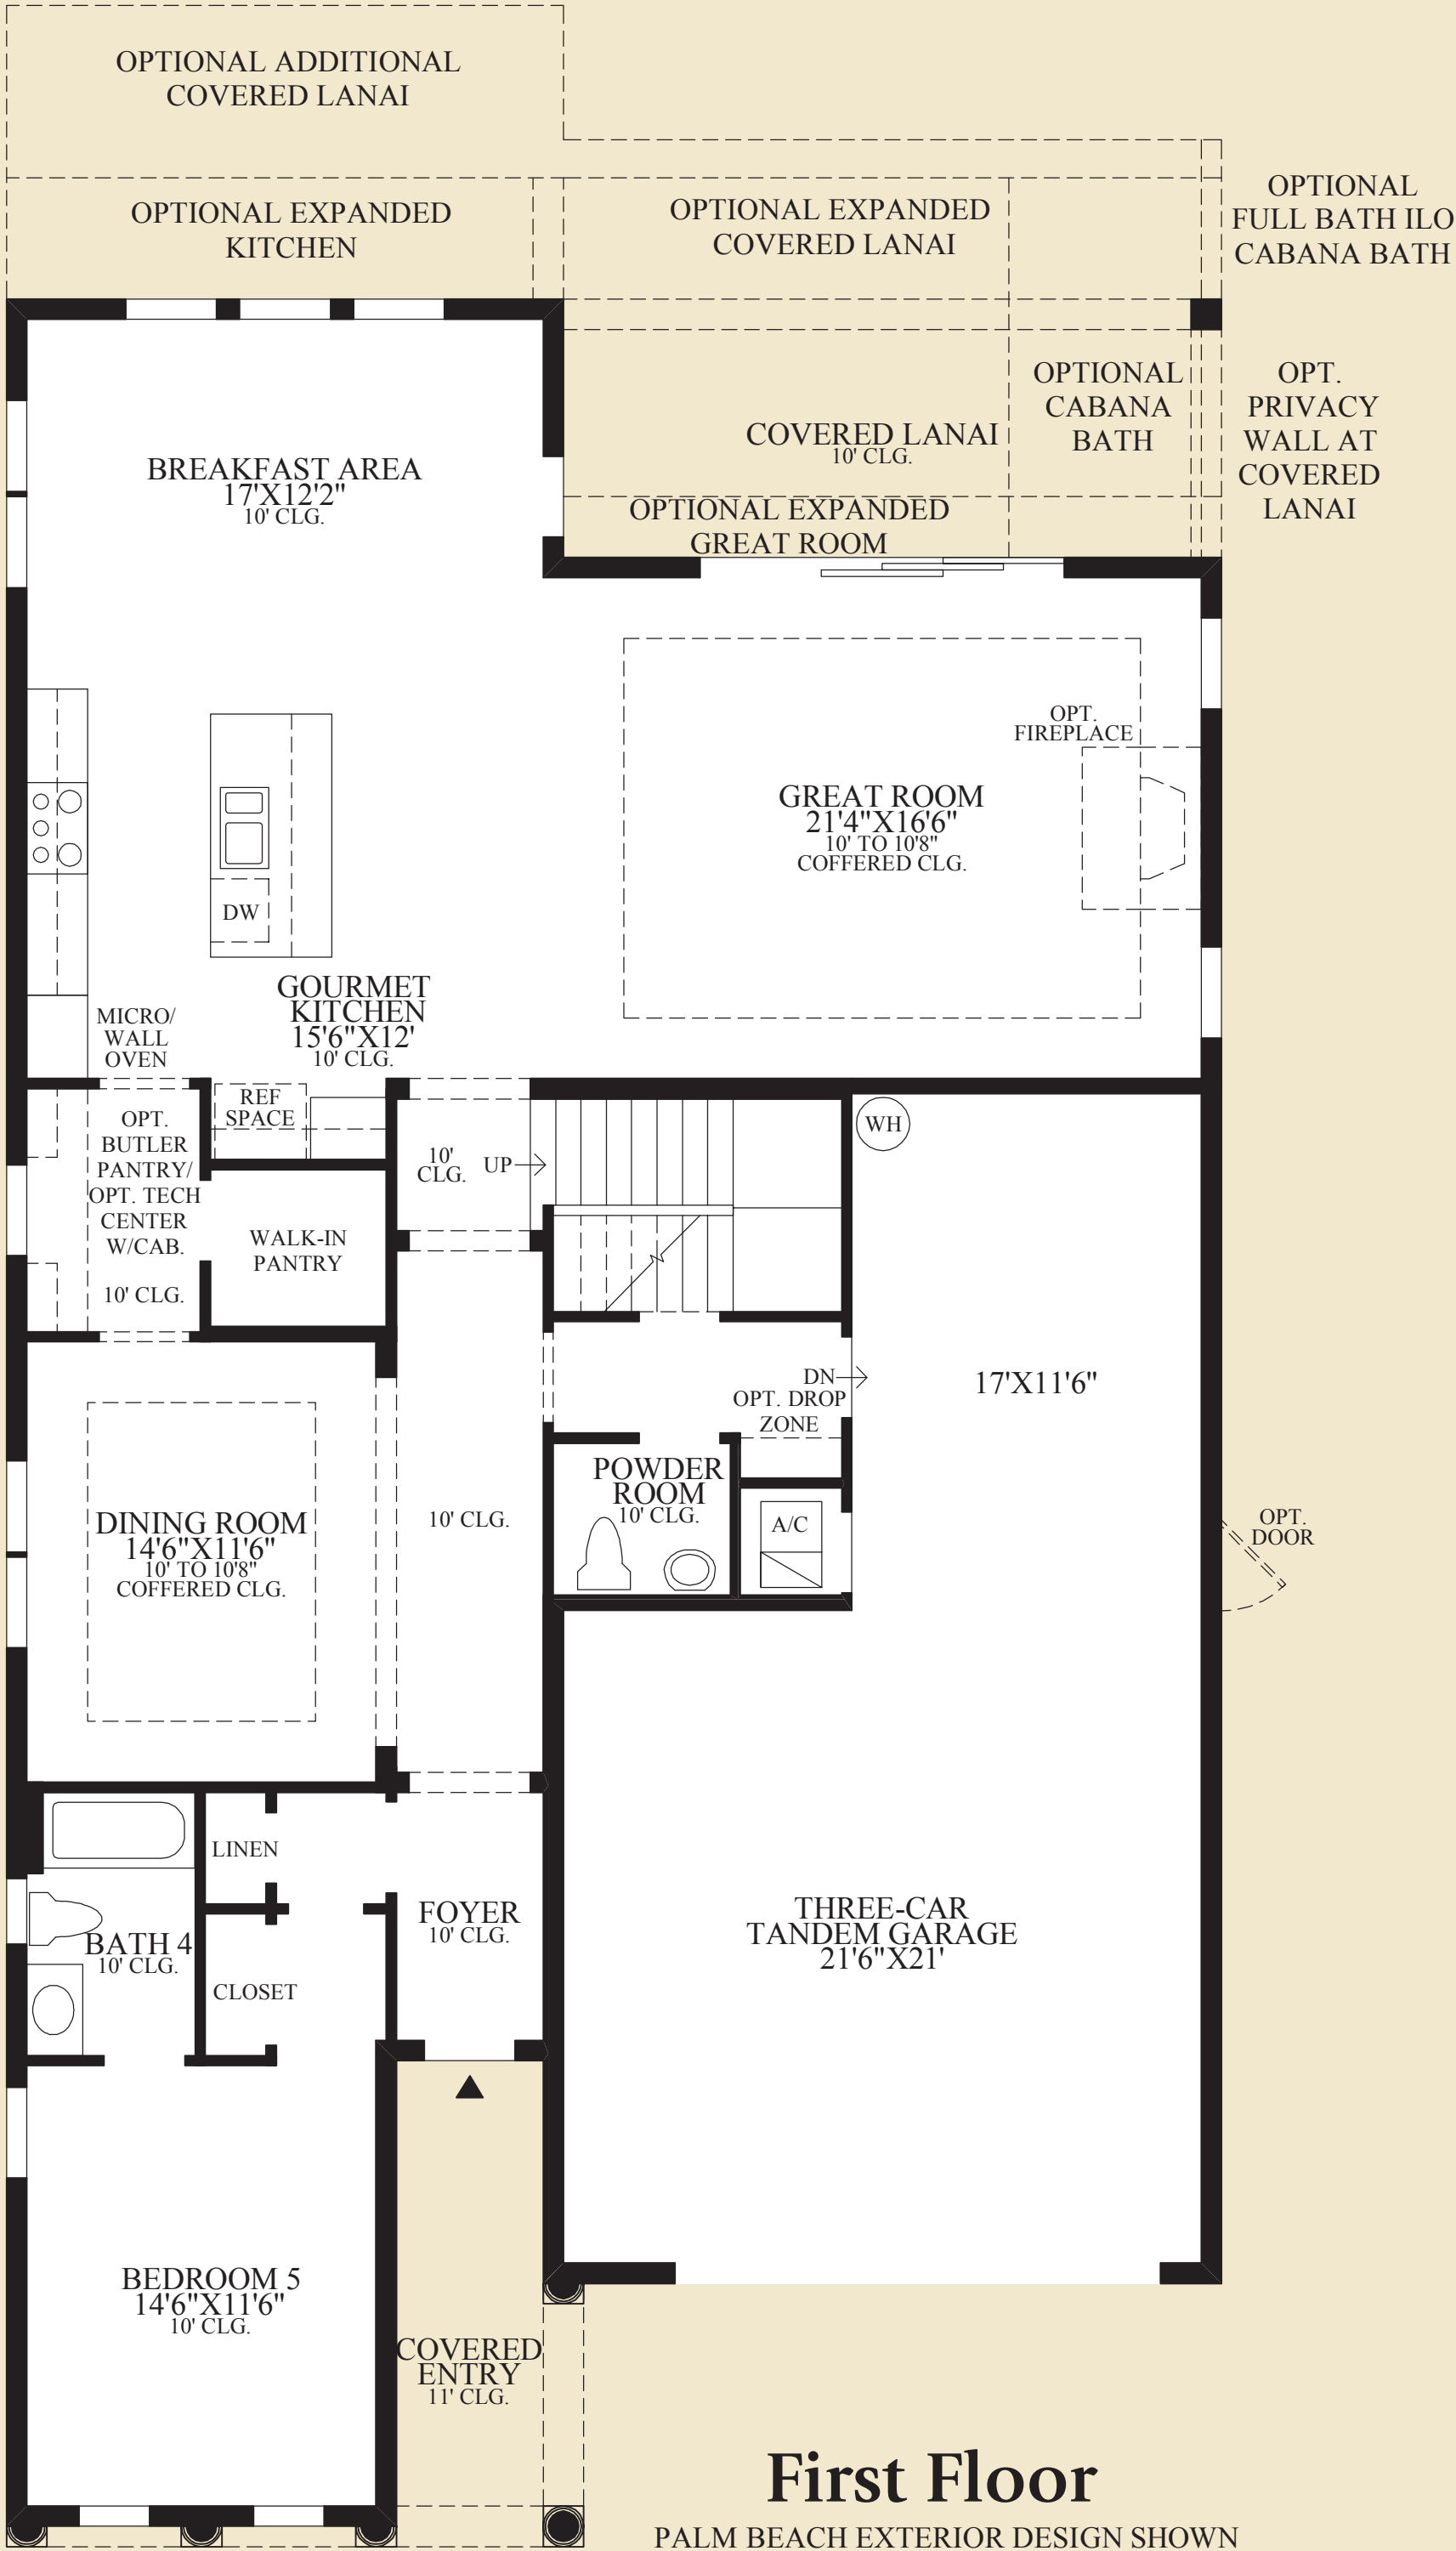 OPTIONAL ADDITIONAL
COVERED LANAI
OPTIONAL EXPANDED
KITCHEN
OPTIONAL EXPANDED
COVERED LANAI
OPTIONAL
FULL BATH ILO
CABANA BATH
OPTIONAL
CABANA
BATH
OPT.
PRIVACY
WALL AT
COVERED
LANAI
COVERED LANAI
10' CLG.
BREAKFAST AREA
17'X12'2"
10' CLG.
OPTIONAL EXPANDED
GREAT ROOM
OPT.
FIREPLACE
GREAT ROOM
21'4"X16'6"
10' TO 10'8"
COFFERED CLG.
DW
GOURMET
KITCHEN
15'6"X12'
10' CLG.
MICRO/
WALL
OVEN
REF
SPACE
OPT.
BUTLER
PANTRY/
OPT. TECH
CENTER
W/CAB.
10' CLG.
WALK-IN
PANTRY
10'
CLG.
UP
WH
DN
OPT. DROP
ZONE
17'X11'6"
POWDER
ROOM
10' CLG.
A/C
OPT.
DOOR
DINING ROOM
14'6"X11'6"
10' TO 10'8"
COFFERED CLG.
10' CLG.
LINEN
BATH 4
10' CLG.
CLOSET
FOYER
10' CLG.
THREE-CAR
TANDEM GARAGE
21'6"X21'
BEDROOM 5
14'6"X11'6"
10' CLG.
COVERED
ENTRY
11' CLG.
First Floor
PALM BEACH EXTERIOR DESIGN SHOWN